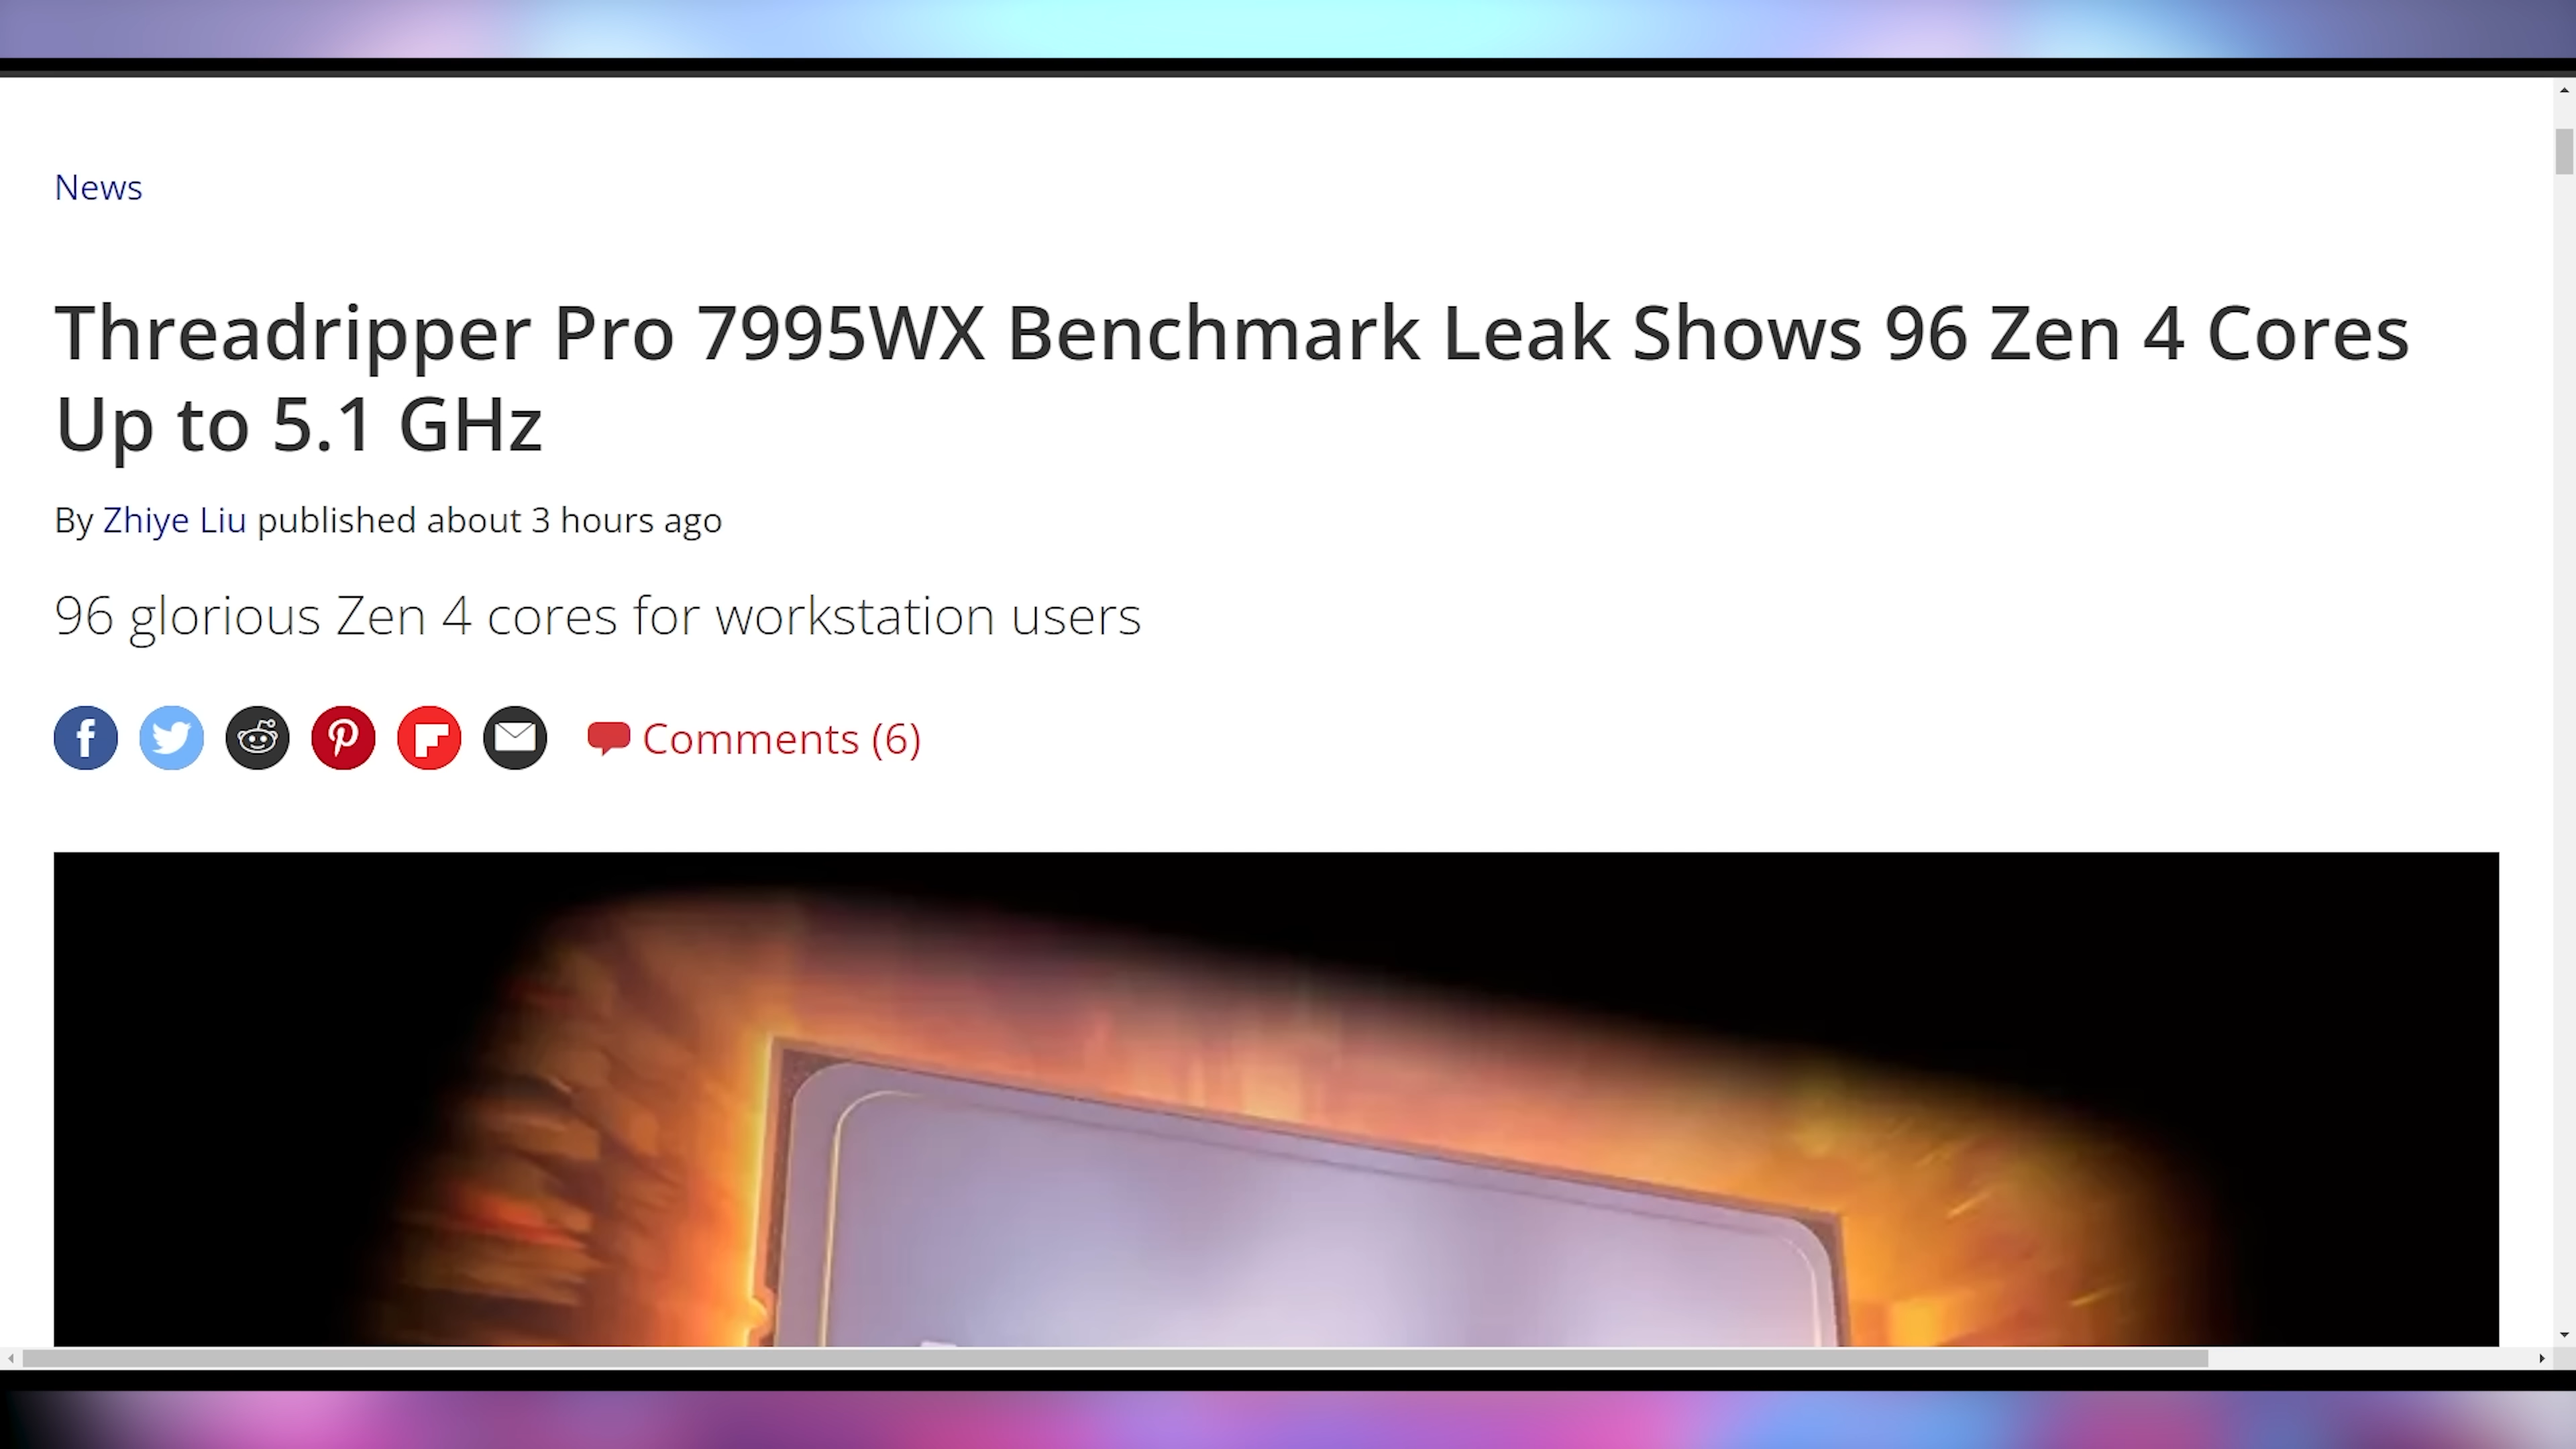 News
Threadripper Pro 7995WX Benchmark Leak Shows 96 Zen 4 Cores
Up to 5.1 GHz
By Zhiye Liu published about 3 hours ago
96 glorious Zen 4 cores for workstation users
Comments (6)